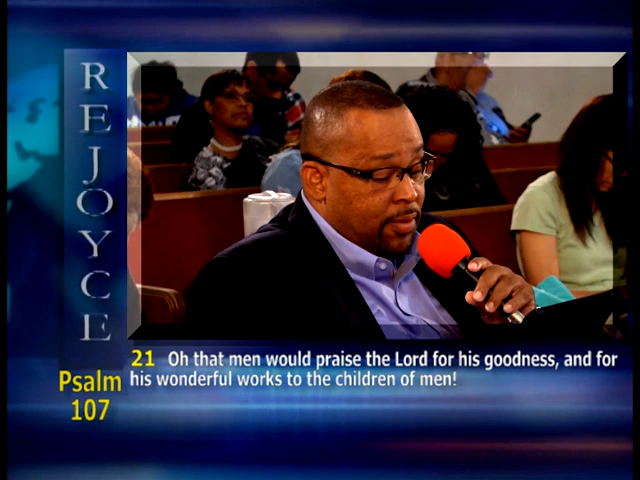 REJOYCE
21 Oh that men would praise the Lord for his goodness, and for
his wonderful works to the children of men!
Psalm
107